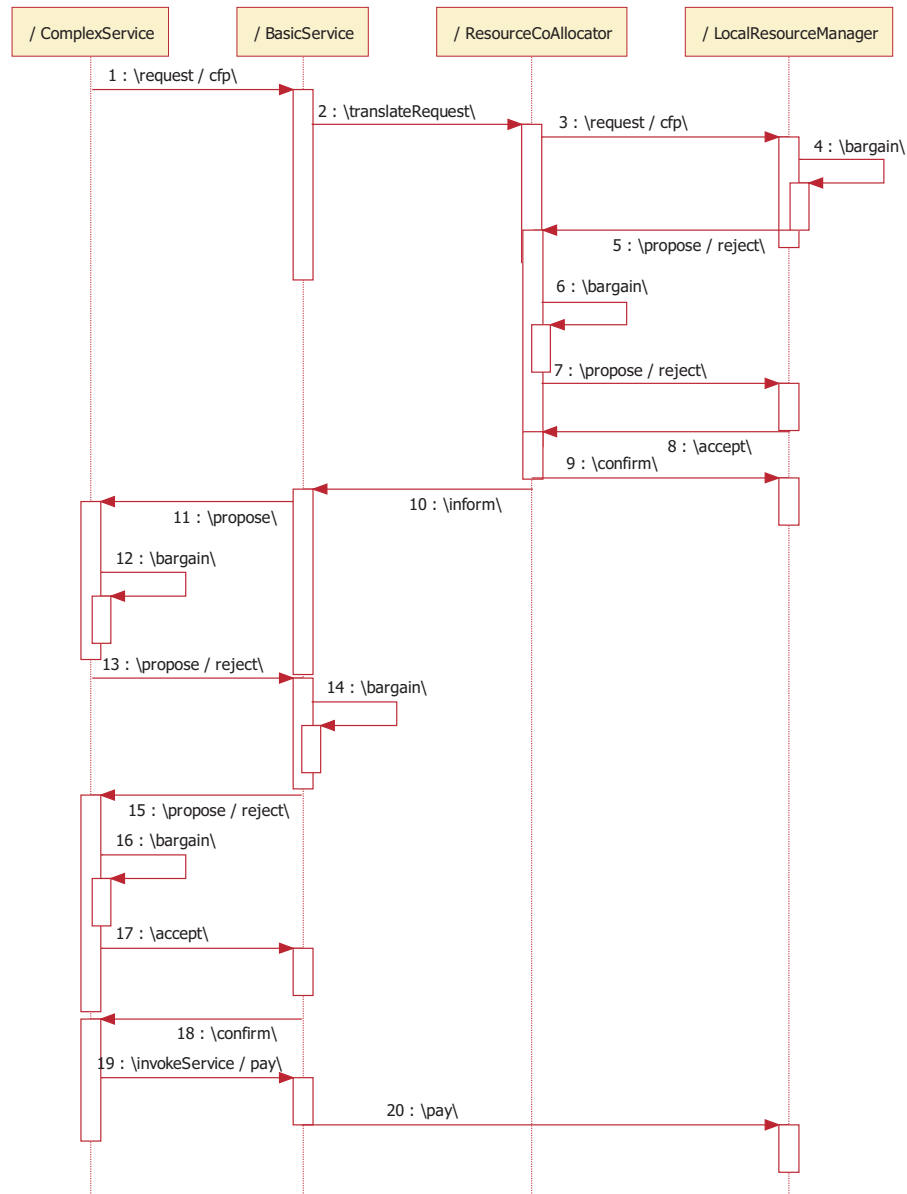 / ComplexService
/ BasicService
/ ResourceCoAllocator
/ LocalResourceManager
1 : \request / cfp\
2 : \translateRequest\
3 : \request / cfp\
4 : \bargain\
5 : \propose / reject\
6 : \bargain\
7 : \propose / reject\
8 : \accept\
9 : \confirm\
10 : \inform\
11 : \propose\
12 : \bargain\
13 : \propose / reject\
14 : \bargain\
15 : \propose / reject\
16 : \bargain\
17 : \accept\
18 : \confirm\
19 : \invokeService / pay\
20 : \pay\